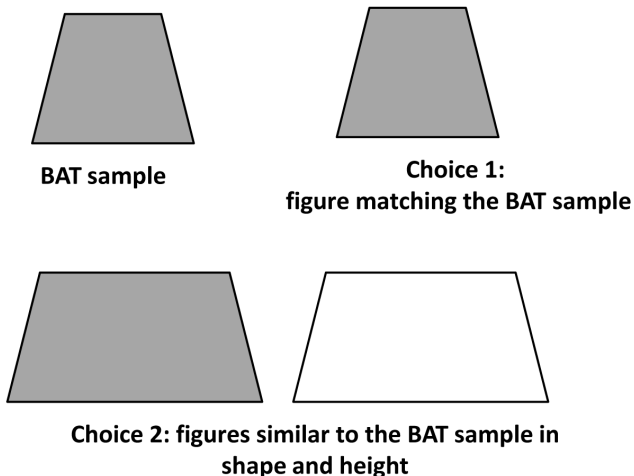 BAT sample
Choice 1:
figure matching the BAT sample
Choice 2: figures similar to the BAT sample in
shape and height